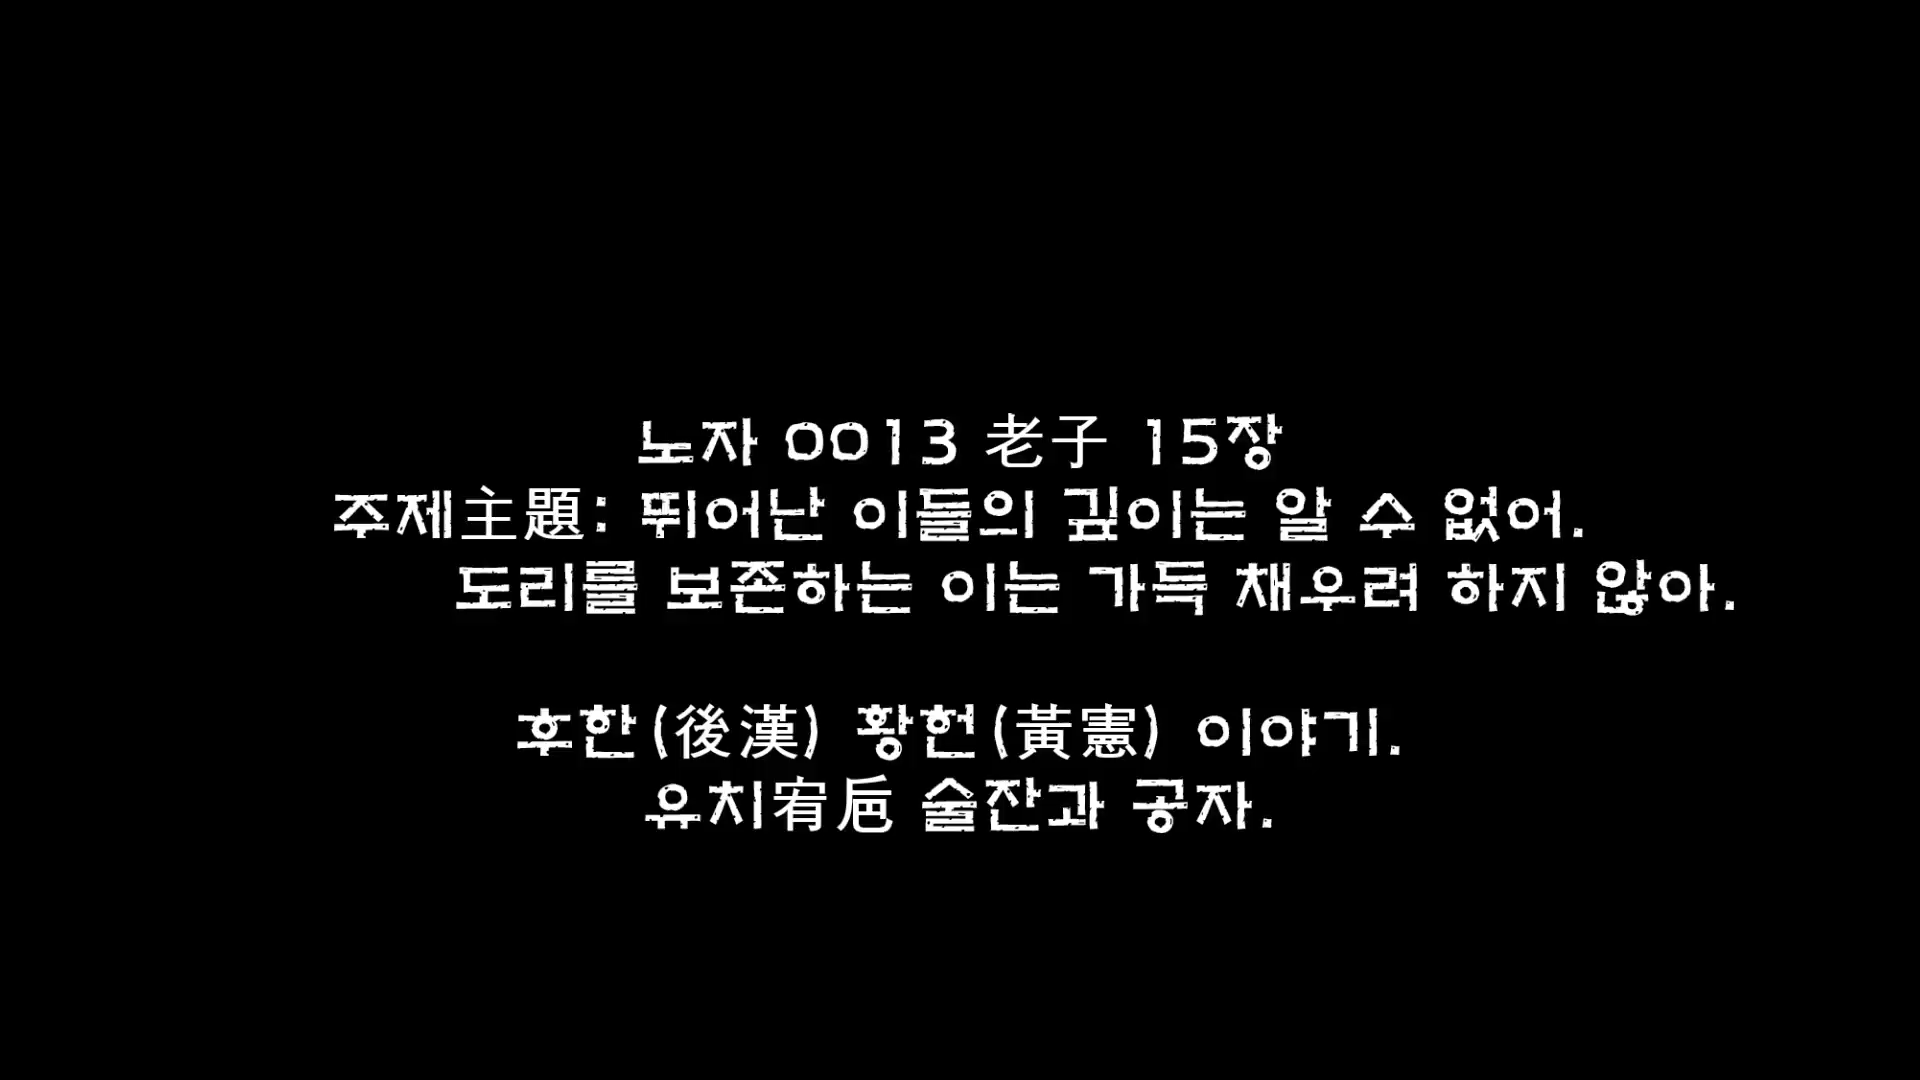 노자 0013 老子 15장
주제主題: 뛰어난 이들의 깊이는 알 수 없어.
도리를 보존하는 이는 가득 채우려 하지 않아.
후한(後漢) 황헌(黃憲) 이야기.
유치宥巵 술잔과 공자.